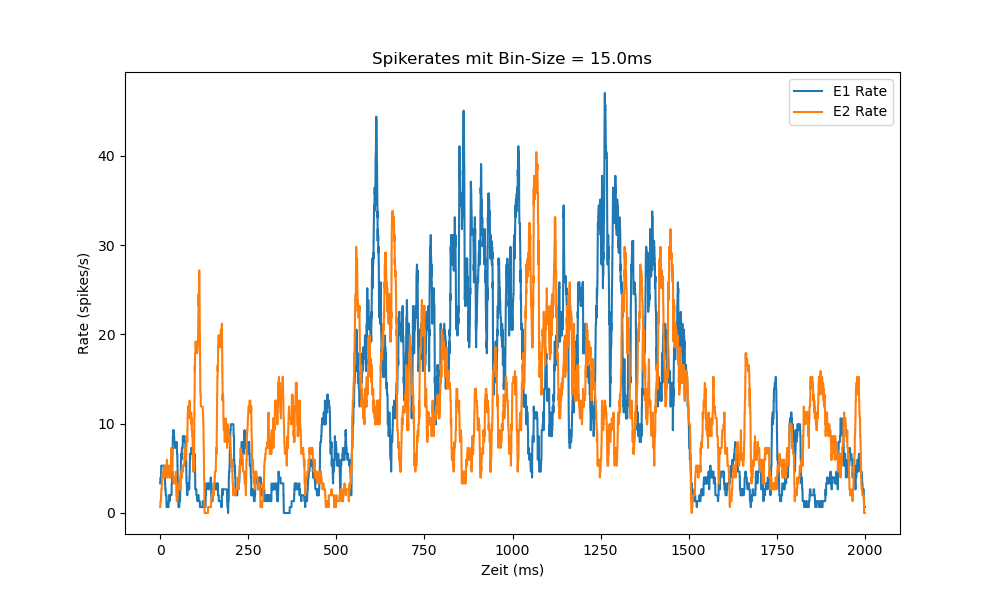 Spikerates mit Bin-Size = 15.0ms
E1 Rate
E2 Rate
40
30
20
10
0
Rate (spikes/s)
0 250 500 750 1000 1250 1500 1750 2000
Zeit (ms)